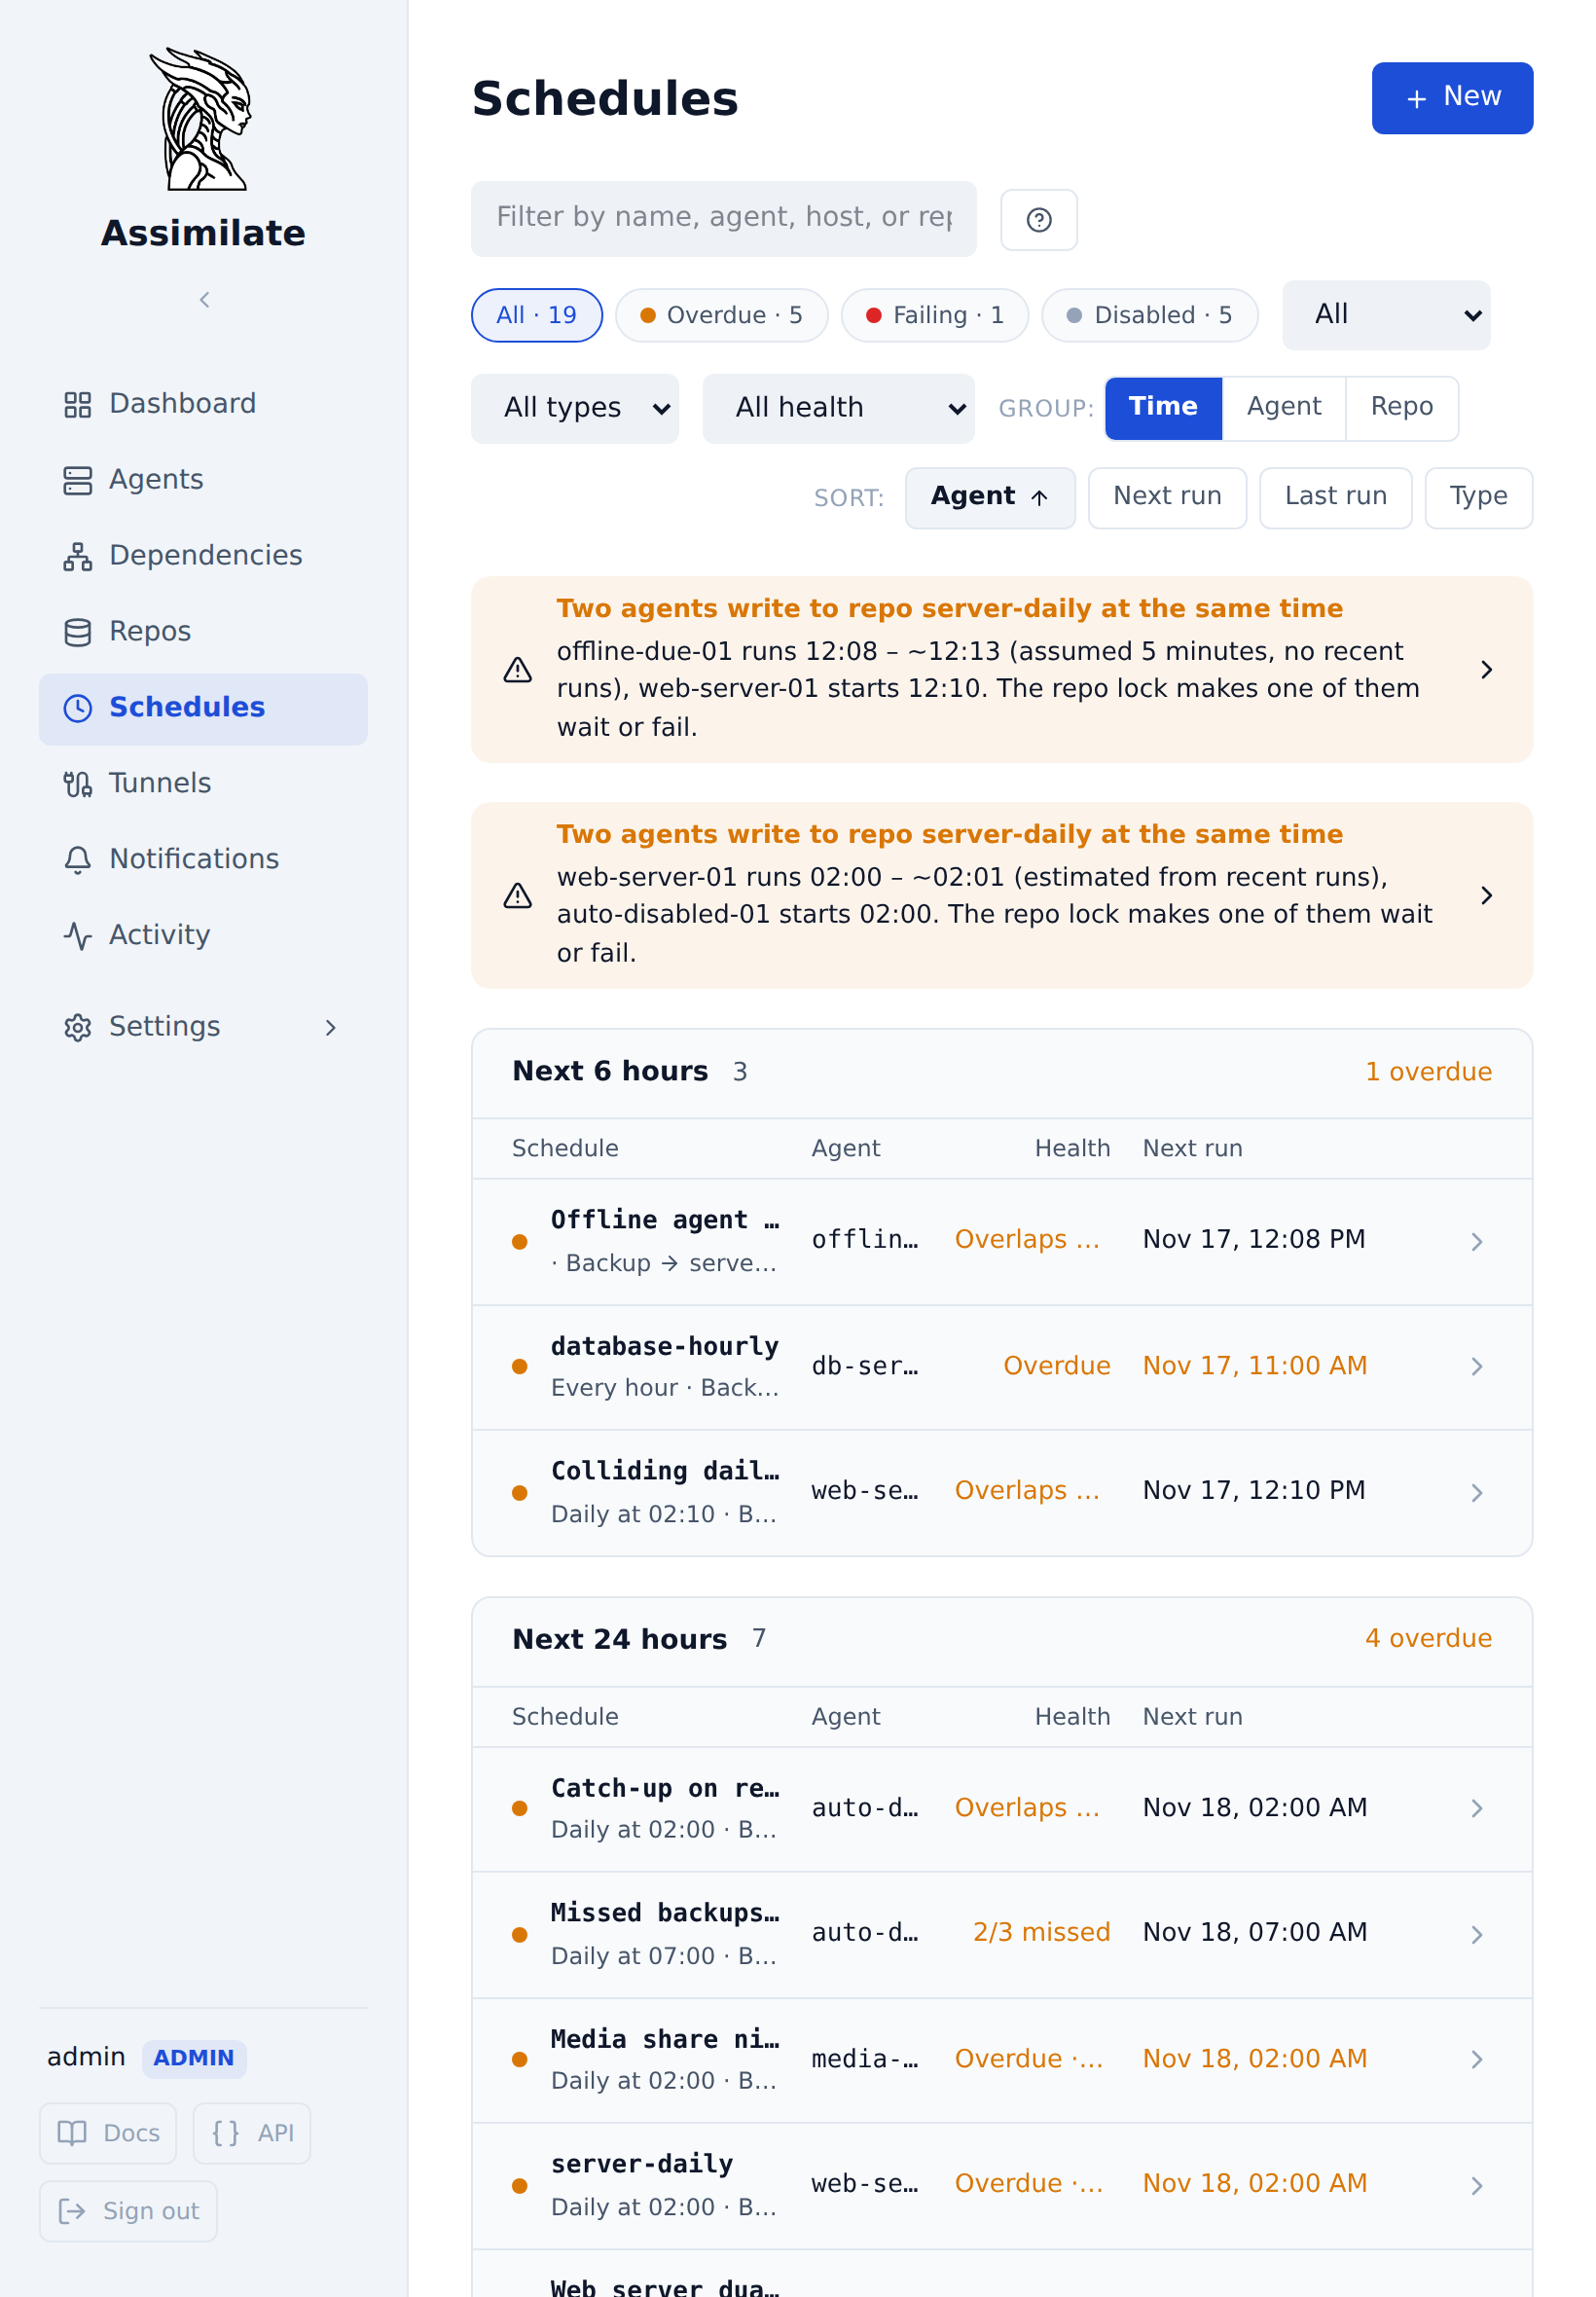 Assimilate
Dashboard
Agents
Dependencies
Repos
Schedules
Tunnels
Notifications
Activity
Settings
admin ADMIN
Docs
API
Sign out
Schedules
New
Filter by name, agent, host, or rep
All · 19
Overdue · 5
Failing · 1
Disabled · 5
All
All types
All health
GROUP:
Time
Agent
Repo
SORT:
Agent ↑
Next run
Last run
Type
Two agents write to repo server-daily at the same time
offline-due-01 runs 12:08 – ~12:13 (assumed 5 minutes, no recent
runs), web-server-01 starts 12:10. The repo lock makes one of them
wait or fail.
Two agents write to repo server-daily at the same time
web-server-01 runs 02:00 – ~02:01 (estimated from recent runs),
auto-disabled-01 starts 02:00. The repo lock makes one of them wait
or fail.
Next 6 hours 3
1 overdue
Schedule Agent Health Next run
Offline agent …
· Backup → serve…
offlin…
Overlaps …
Nov 17, 12:08 PM
database-hourly
Every hour · Back…
db-ser…
Overdue
Nov 17, 11:00 AM
Colliding dail…
Daily at 02:10 · B…
web-se…
Overlaps …
Nov 17, 12:10 PM
Next 24 hours 7
4 overdue
Schedule Agent Health Next run
Catch-up on re…
Daily at 02:00 · B…
auto-d…
Overlaps …
Nov 18, 02:00 AM
Missed backups…
Daily at 07:00 · B…
auto-d…
2/3 missed
Nov 18, 07:00 AM
Media share ni…
Daily at 02:00 · B…
media-…
Overdue ·…
Nov 18, 02:00 AM
server-daily
Daily at 02:00 · B…
web-se…
Overdue ·…
Nov 18, 02:00 AM
Web server dua…